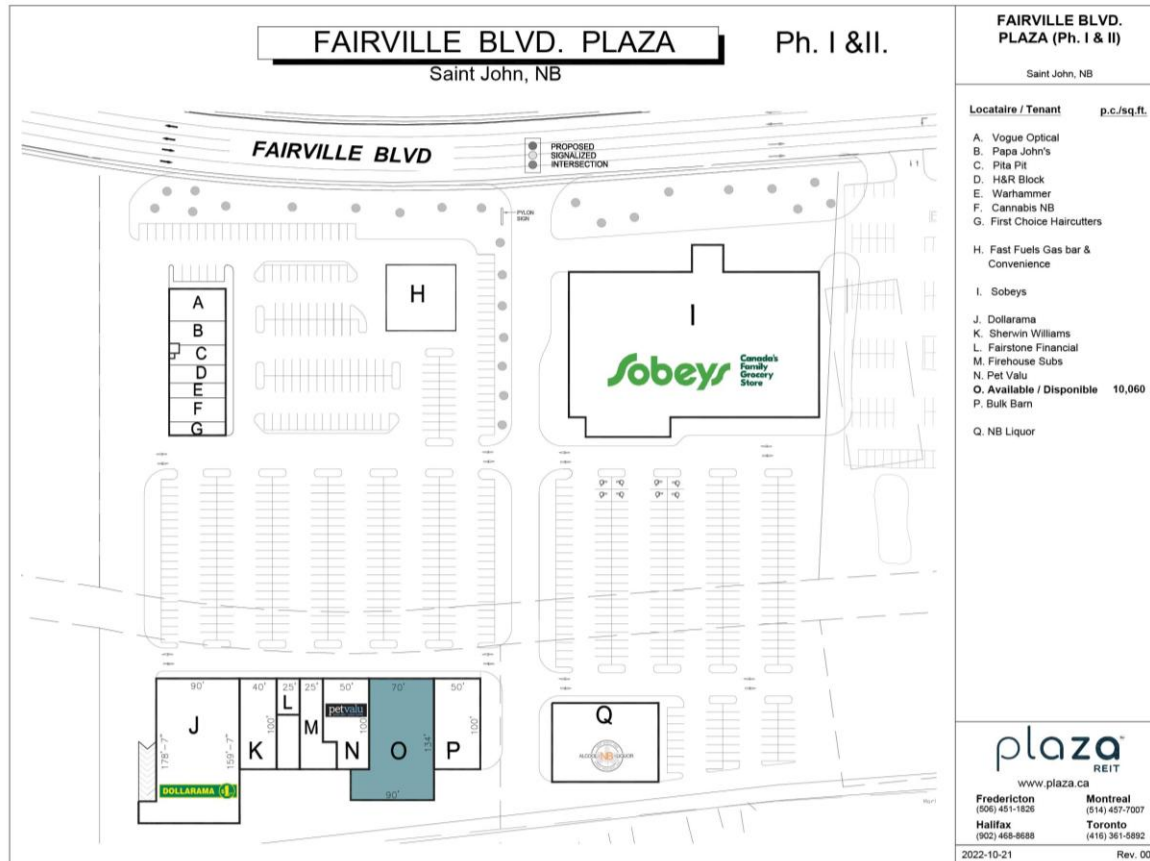 FAIRVILLE BLVD. PLAZA Ph. I &II.
Saint John, NB
FAIRVILLE BLVD
PROPOSED
SIGNALIZED
INTERSECTION
PYLON
SIGN
A
B
C
D
E
F
G
H
I
Sobeys
Canada's
Family
Grocery
Store
90'
40'
25'
25'
50'
70'
50'
J
K
L
M
petvalu
N
O
P
178'-7"
159'-7"
100'
100
134'
100'
90'
DOLLARAMA
Q
NB
LIQUOR
FAIRVILLE BLVD.
PLAZA (Ph. I & II)
Saint John, NB
Locataire / Tenant p.c./sq.ft.
A. Vogue Optical
B. Papa John's
C. Pita Pit
D. H&R Block
E. Warhammer
F. Cannabis NB
G. First Choice Haircutters
H. Fast Fuels Gas bar &
Convenience
I. Sobeys
J. Dollarama
K. Sherwin Williams
L. Fairstone Financial
M. Firehouse Subs
N. Pet Valu
O. Available / Disponible 10,060
P. Bulk Barn
Q. NB Liquor
plaza
REIT
www.plaza.ca
Fredericton Montreal
(506) 451-1826 (514) 457-7007
Halifax Toronto
(902) 468-8688 (416) 361-5892
2022-10-21 Rev. 00